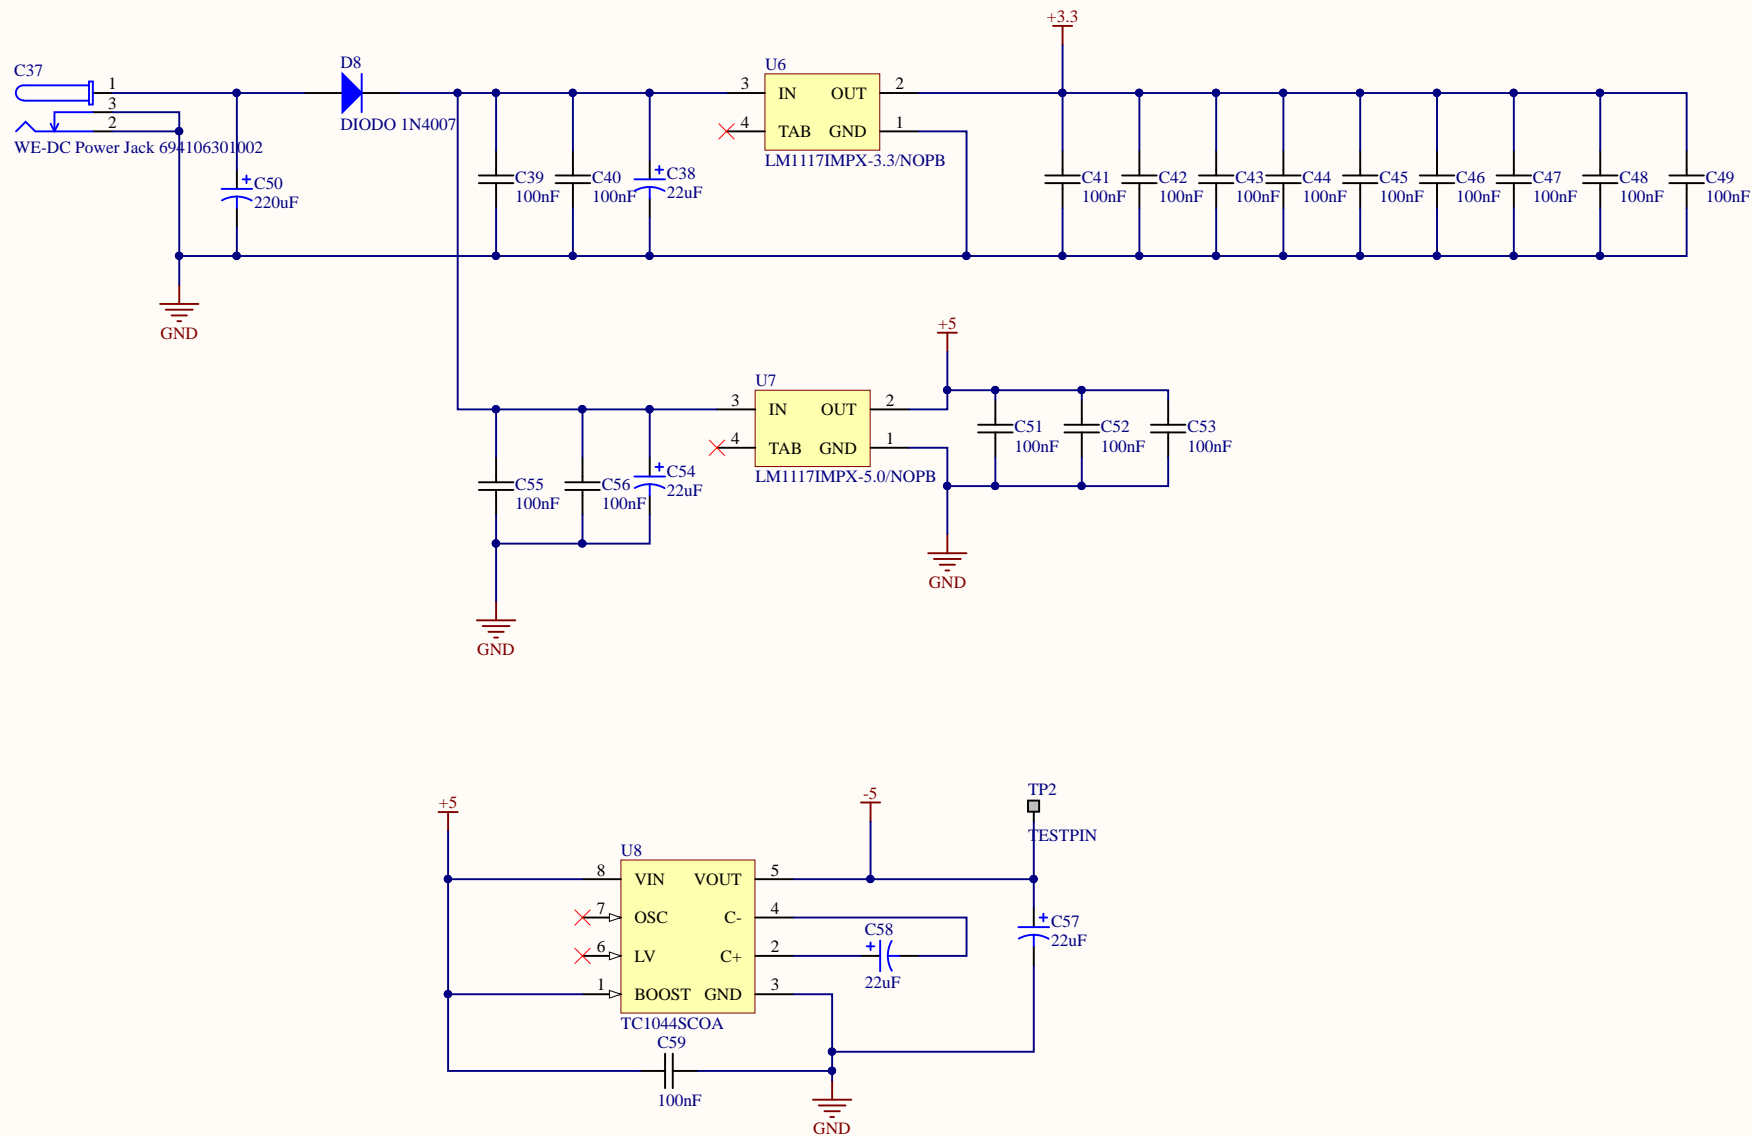 +3.3
C37
1
3
2
WE-DC Power Jack 694106301002
D8
DIODO 1N4007
U6
3
IN
OUT
2
4
TAB
GND
1
LM1117IMPX-3.3/NOPB
C50
220uF
C39
100nF
C40
100nF
C38
22uF
C41
100nF
C42
100nF
C43
100nF
C44
100nF
C45
100nF
C46
100nF
C47
100nF
C48
100nF
C49
100nF
GND
+5
U7
3
IN
OUT
2
4
TAB
GND
1
LM1117IMPX-5.0/NOPB
C51
100nF
C52
100nF
C53
100nF
C55
100nF
C56
100nF
C54
22uF
GND
GND
+5
-5
TP2
TESTPIN
U8
8
VIN
VOUT
5
7
OSC
C-
4
6
LV
C+
2
1
BOOST
GND
3
TC1044SCOA
C58
22uF
C57
22uF
C59
100nF
GND